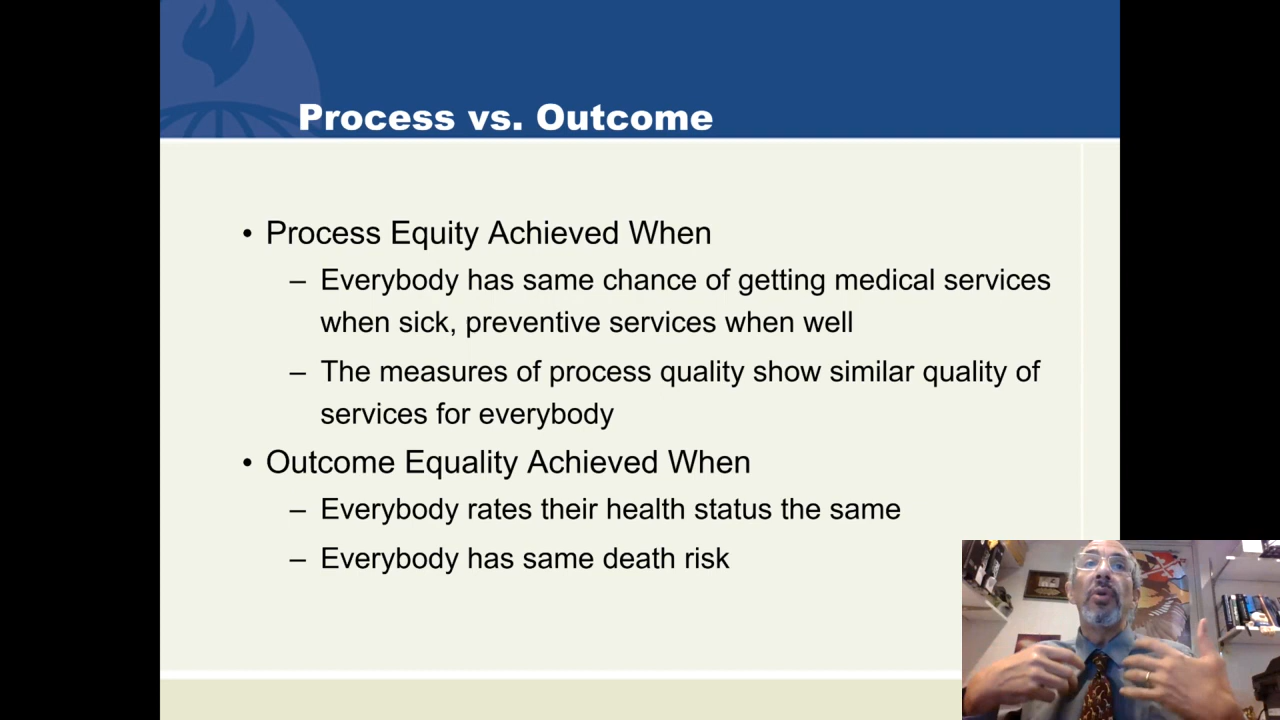 Process vs. Outcome
• Process Equity Achieved When
– Everybody has same chance of getting medical services
when sick, preventive services when well
– The measures of process quality show similar quality of
services for everybody
• Outcome Equality Achieved When
– Everybody rates their health status the same
– Everybody has same death risk